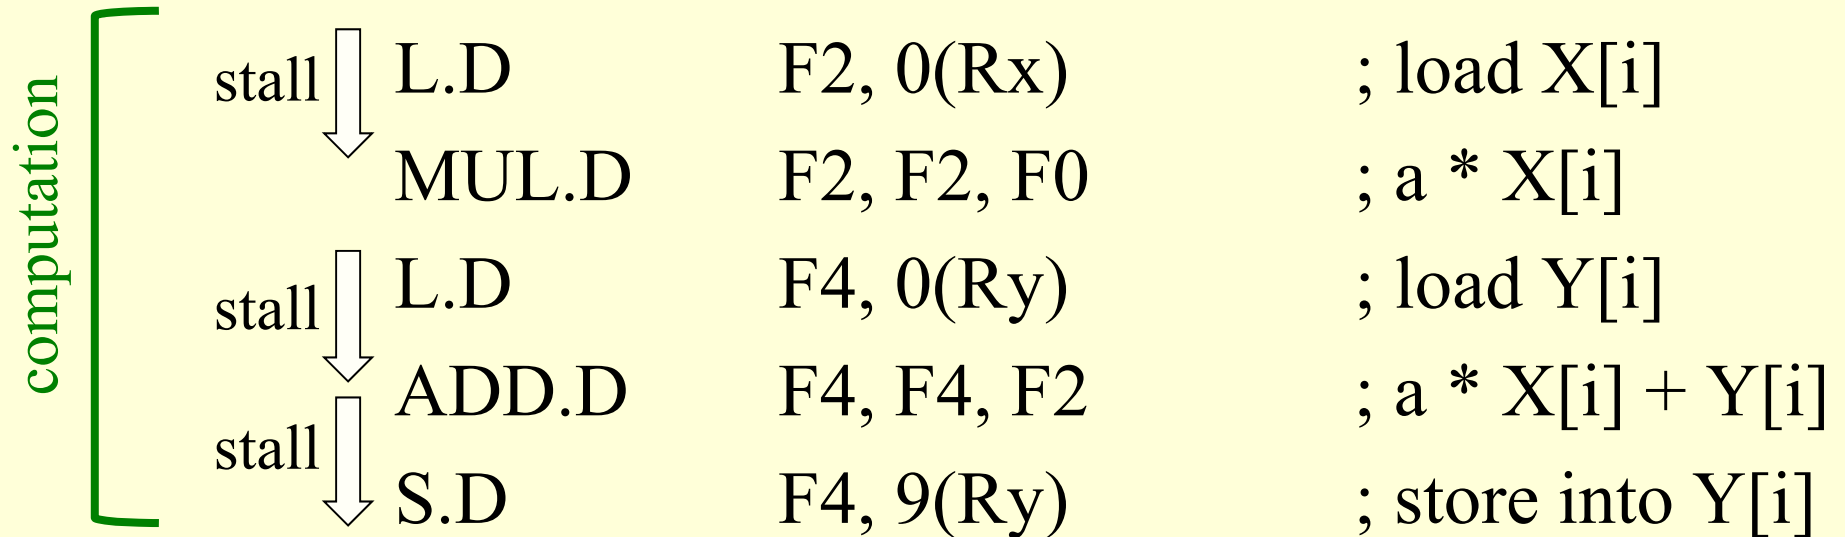 computation
stall L.D F2, 0(Rx) ; load X[i]
MUL.D F2, F2, F0 ; a * X[i]
stall L.D F4, 0(Ry) ; load Y[i]
ADD.D F4, F4, F2 ; a * X[i] + Y[i]
stall S.D F4, 9(Ry) ; store into Y[i]